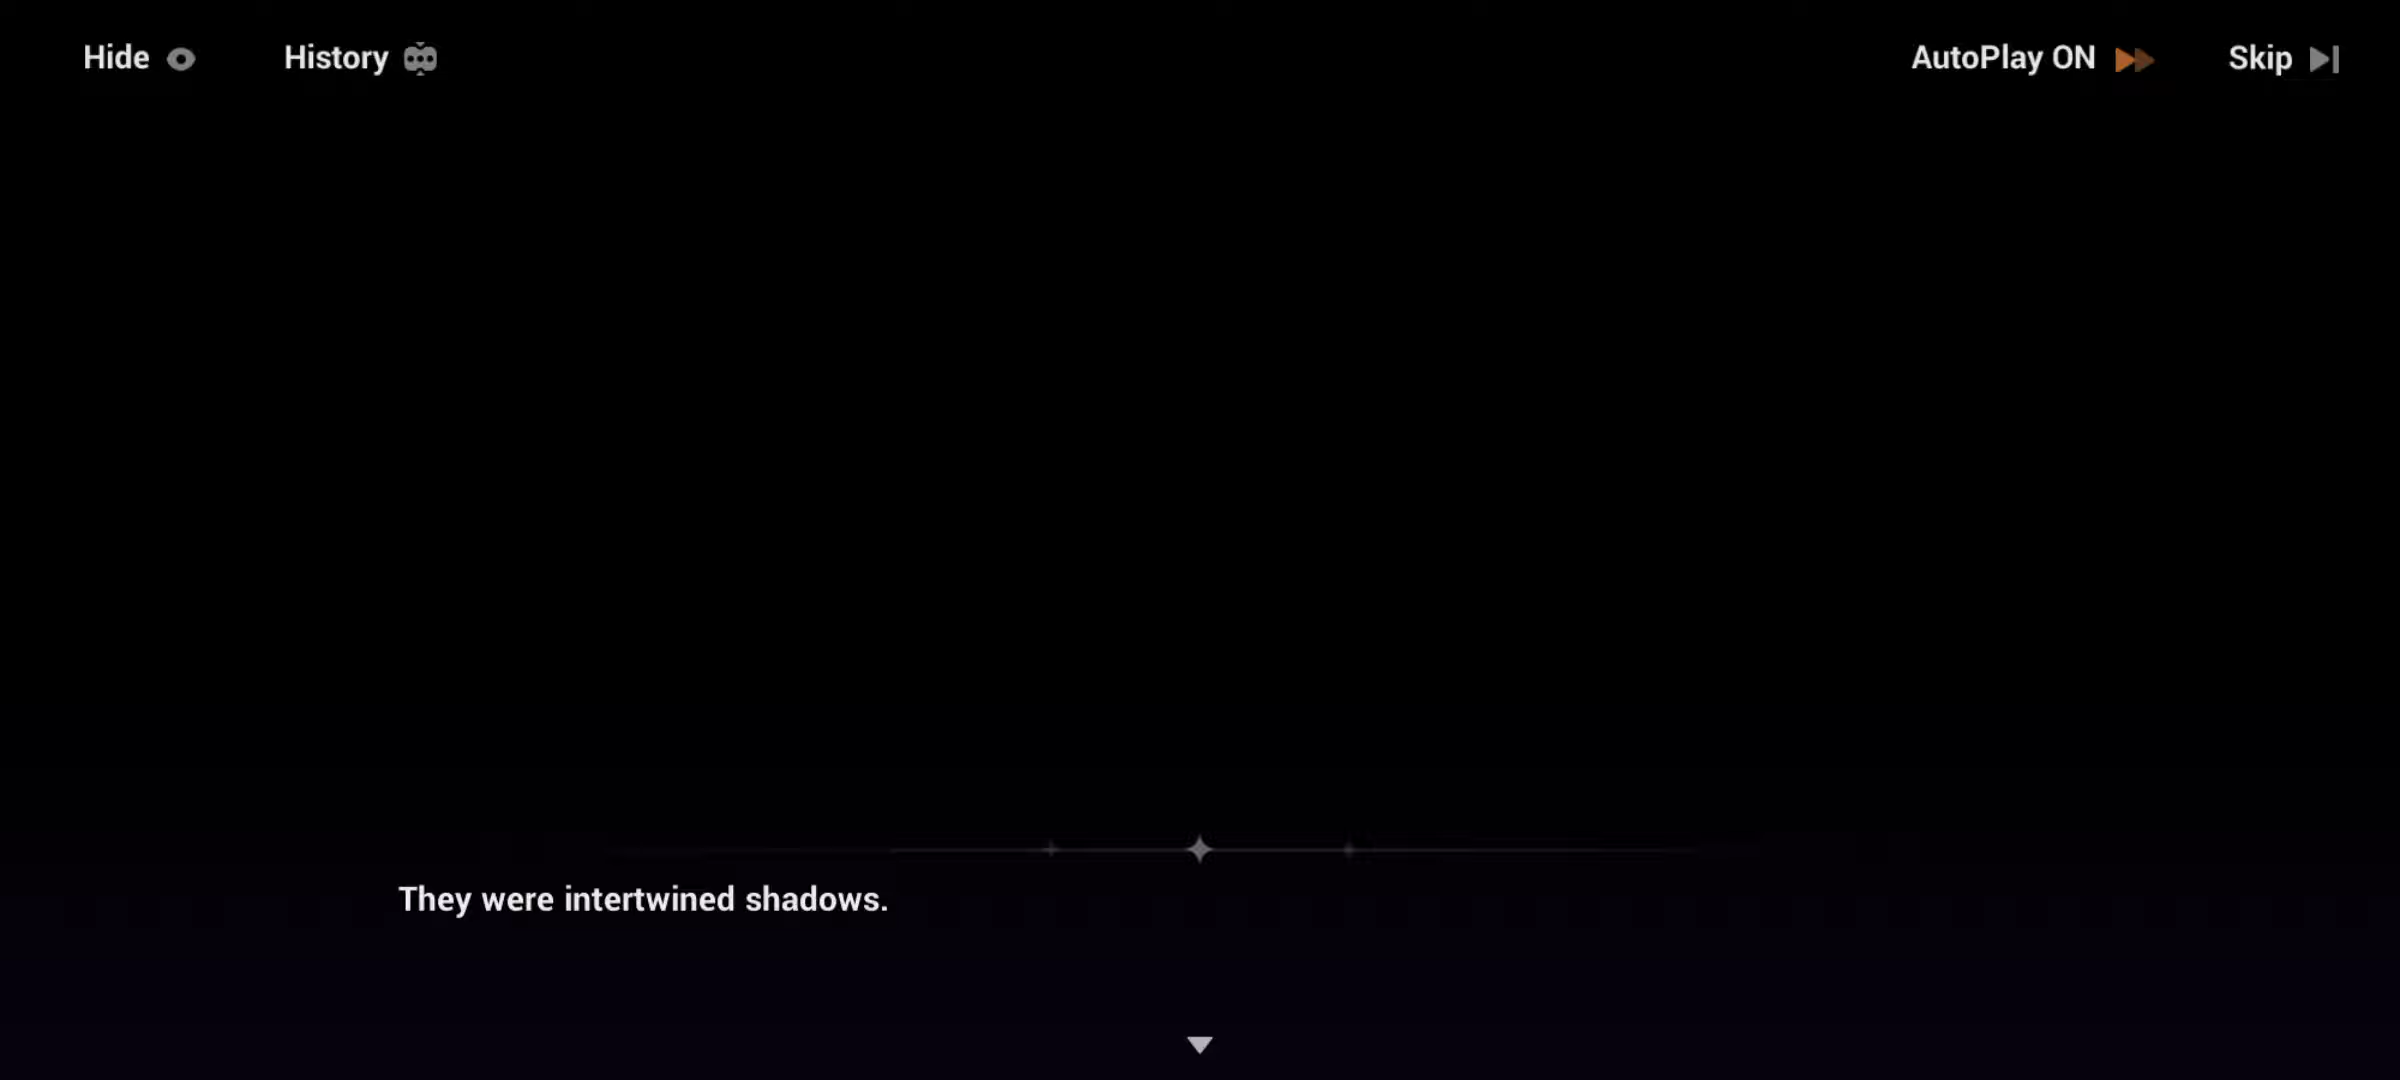 Hide
History
AutoPlay ON
Skip
They were intertwined shadows.